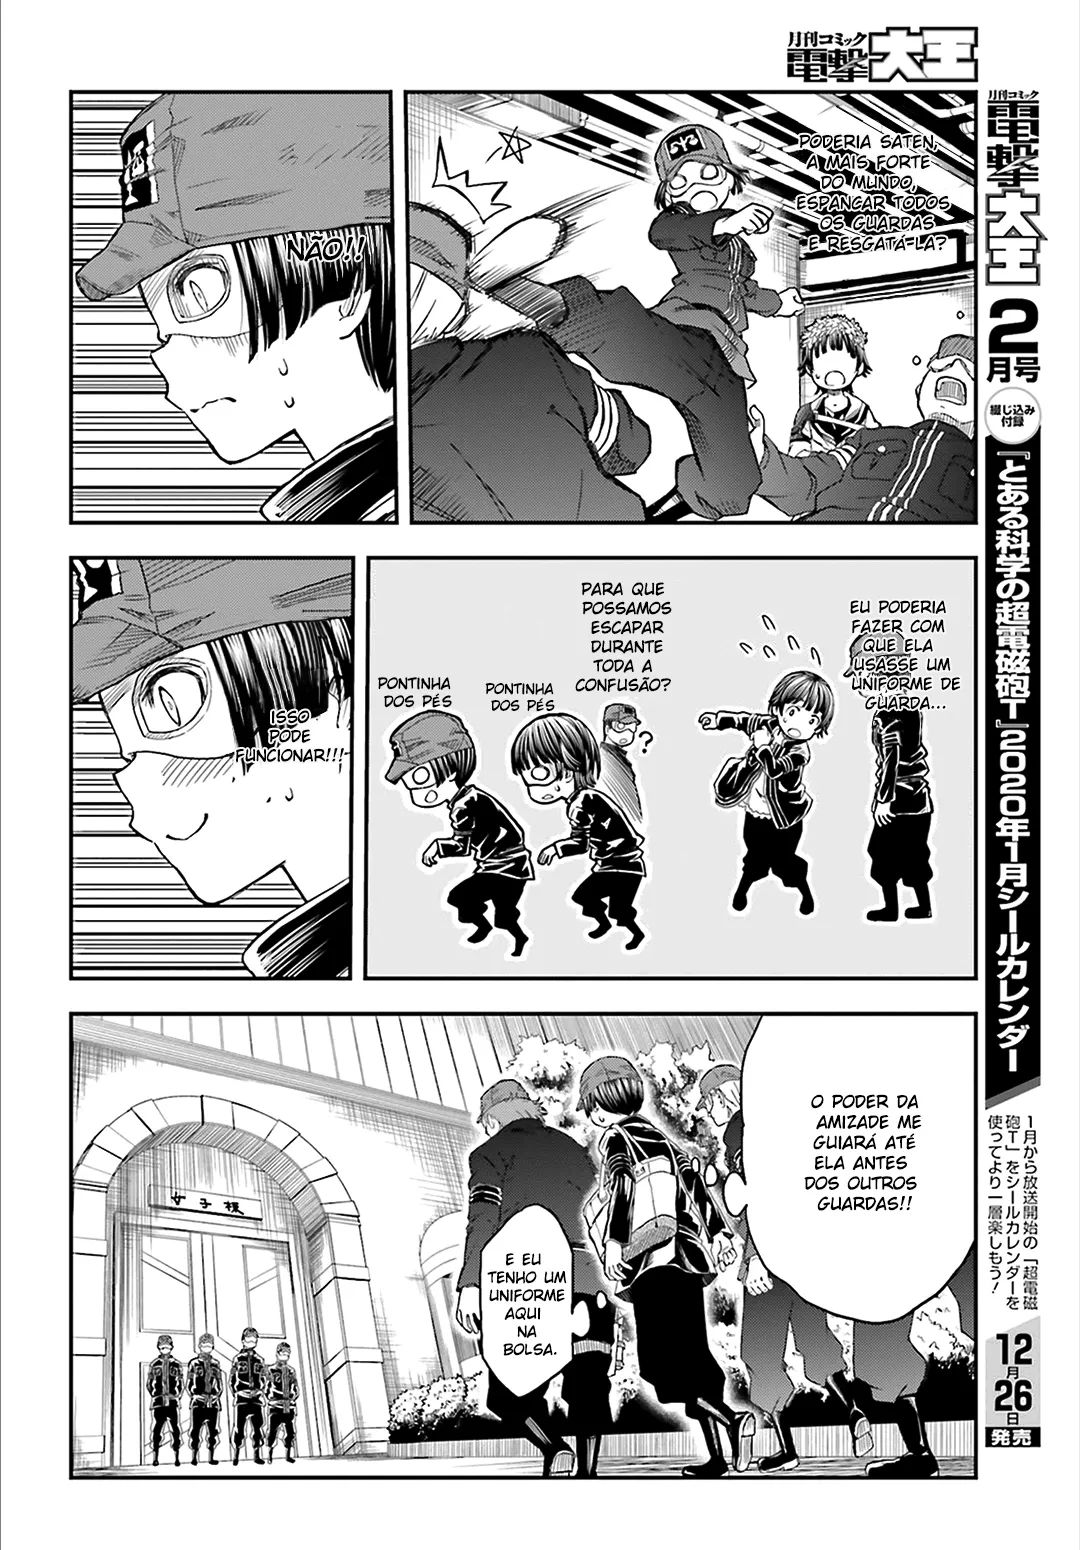 月刊コミック
電撃大王
PODERIA SATEN,
A MAIS FORTE
DO MUNDO,
ESPANCAR TODOS
OS GUARDAS
E RESGATÁ-LA?
NÃO!!
EU PODERIA
FAZER COM
QUE ELA
USASSE UM
UNIFORME DE
GUARDA...
PARA QUE
POSSAMOS
ESCAPAR
DURANTE
TODA A
CONFUSÃO?
?
PONTINHA
DOS PÉS
PONTINHA
DOS PÉS
ISSO
PODE
FUNCIONAR!!!
O PODER DA
AMIZADE ME
GUIARÁ ATÉ
ELA ANTES
DOS OUTROS
GUARDAS!!
E EU
TENHO UM
UNIFORME
AQUI
NA
BOLSA.
女子棟
月刊コミック
電撃大王
2
月号
綴じ込み
付録
『とある科学の超電磁砲T』2020年1月シールカレンダー
1月から放送開始の「超電磁
砲T」をシールカレンダーを
使ってより一層楽しもう!
12
月
26
日
発売